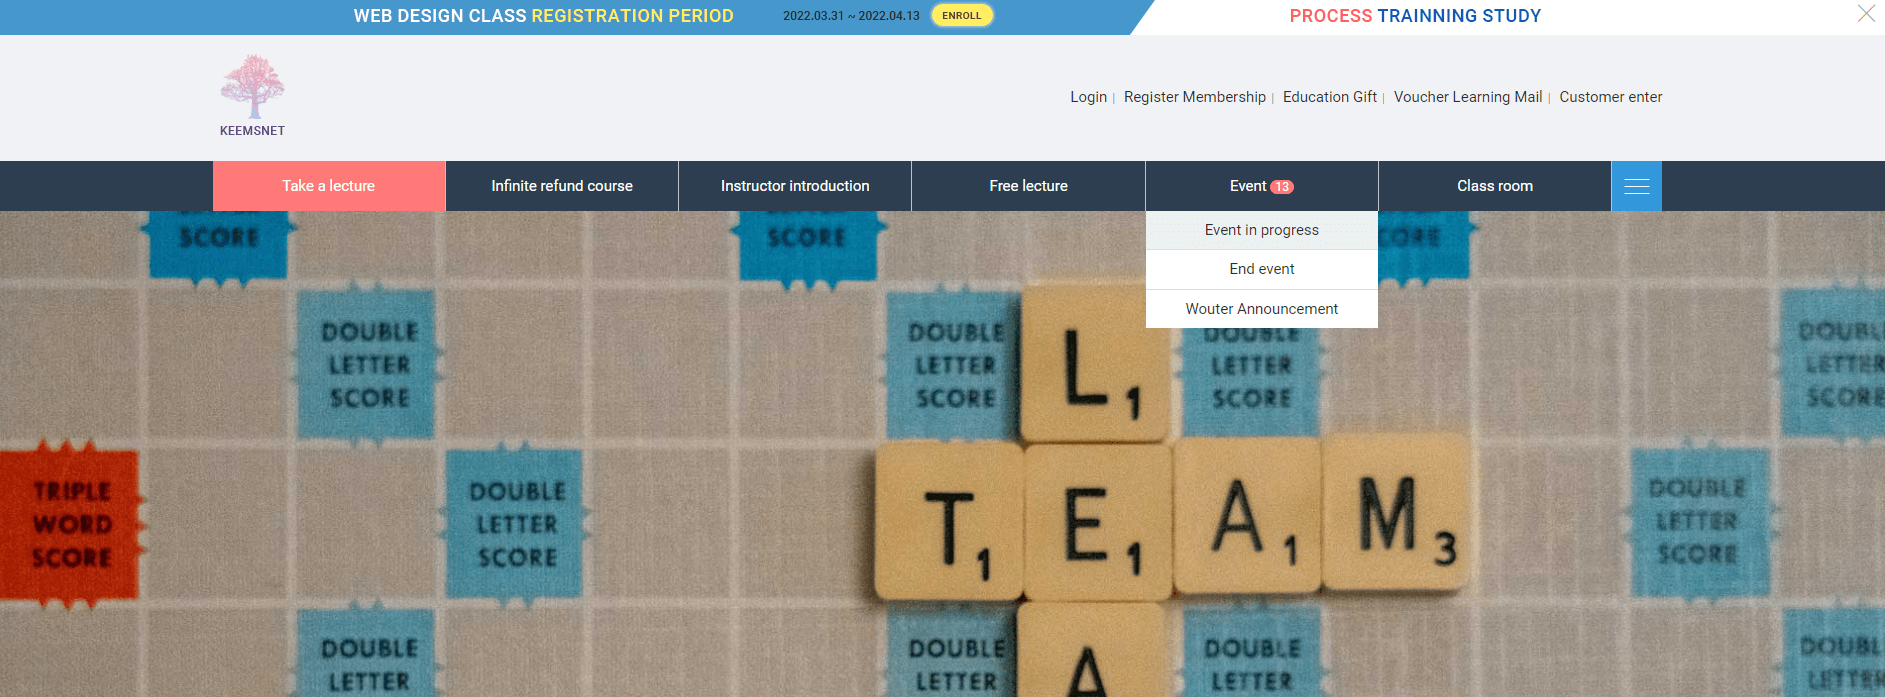 WEB DESIGN CLASS REGISTRATION PERIOD 2022.03.31 ~ 2022.04.13 ENROLL PROCESS TRAINNING STUDY
KEEMSNET
Login | Register Membership | Education Gift | Voucher Learning Mail | Customer enter
Take a lecture Infinite refund course Instructor introduction Free lecture Event 13 Class room
Event in progress
End event
Wouter Announcement
SCORE SCORE CORE
DOUBLE LETTER SCORE
DOUBLE LETTER SCORE
L1
DOUBLE LETTER SCORE
DOUBL
LETTER
SCORE
TRIPLE WORD SCORE
DOUBLE LETTER SCORE
T1 E1 A1 M3
DOUBLE LETTER SCORE
DOUBLE LETTER
DOUBLE LETTER
A
DOUBLE LETTER
DOUBL
LETTER